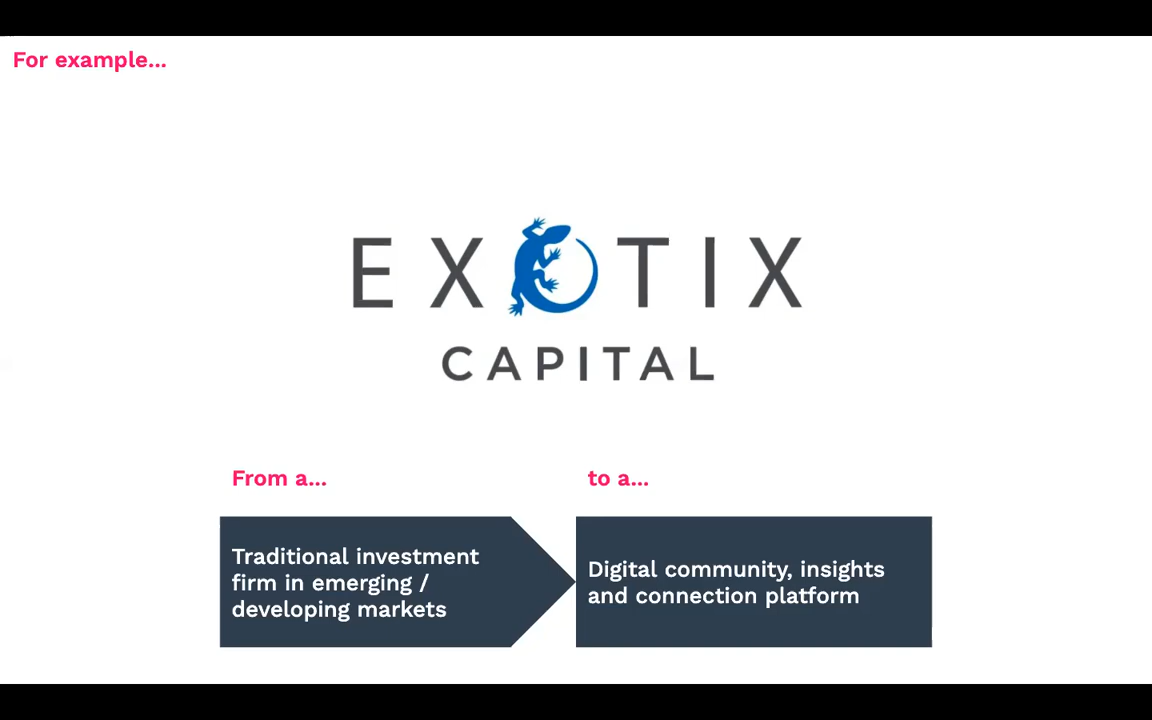 For example...
EXOTIX
CAPITAL
From a...
to a...
Traditional investment
firm in emerging /
developing markets
Digital community, insights
and connection platform